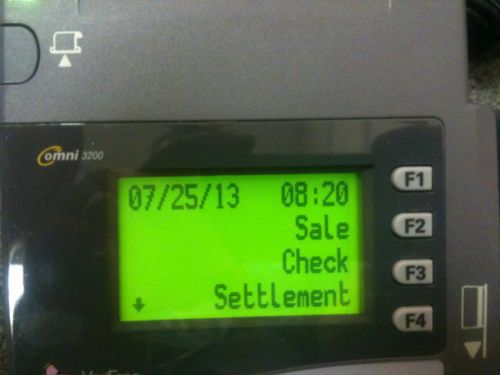 omni 3200
07/25/13 08:20
Sale
Check
Settlement
F1
F2
F3
F4